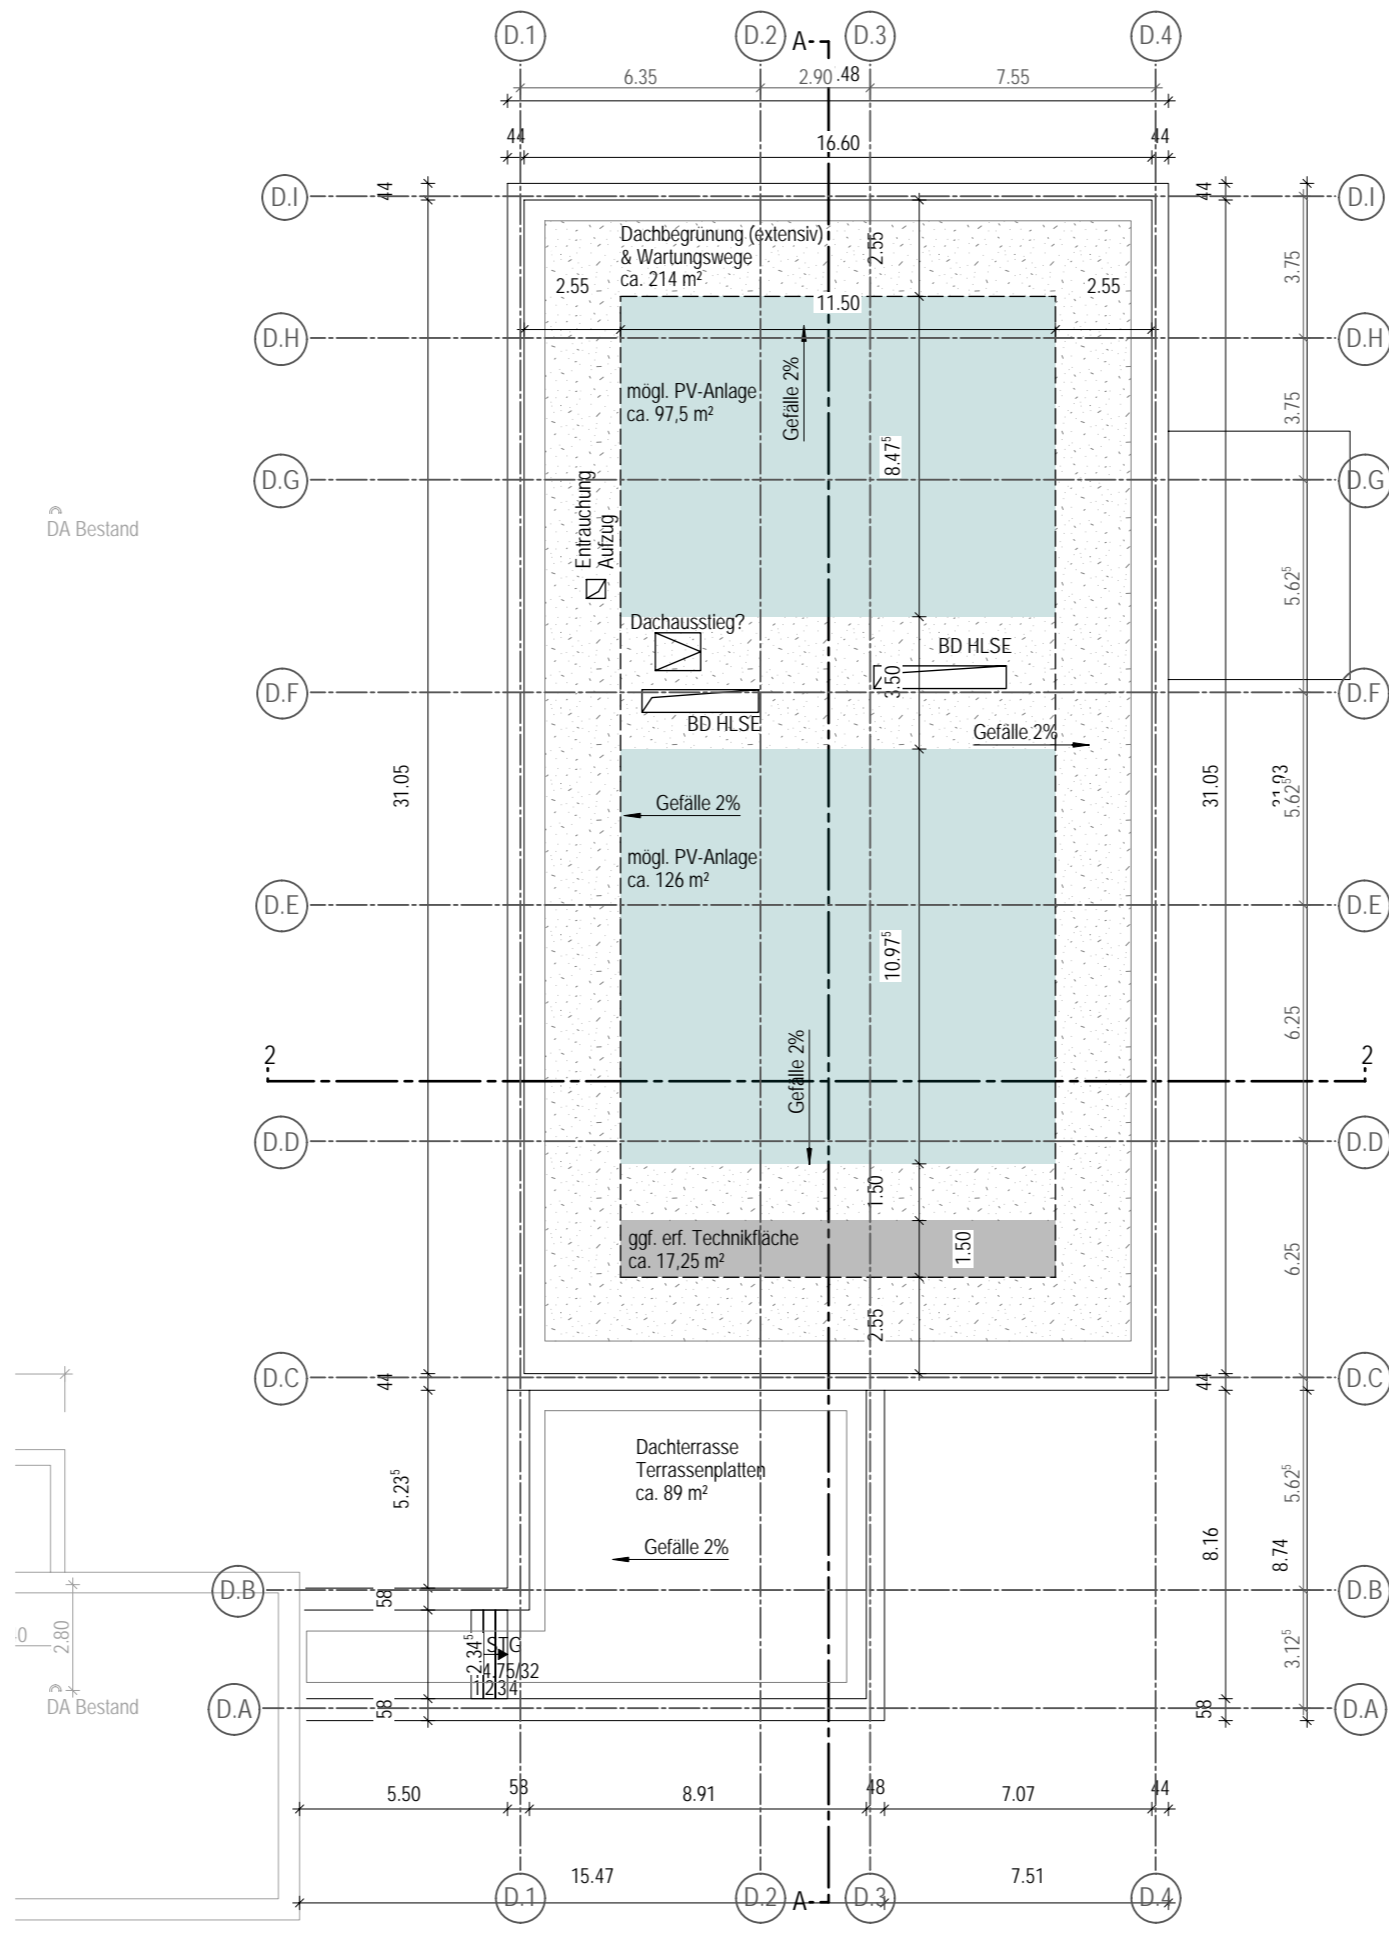 D.1
D.2
A
D.3
D.4
6.35
2.90
.48
7.55
44
16.60
44
D.I
44
44
D.I
Dachbegrünung (extensiv)
& Wartungswege
ca. 214 m²
2.55
3.75
2.55
2.55
11.50
D.H
D.H
Gefälle 2%
mögl. PV-Anlage
ca. 97,5 m²
3.75
8.47⁵
D.G
D.G
Entrauchung
Aufzug
DA Bestand
5.62⁵
Dachausstieg?
BD HLSE
3.50
D.F
D.F
BD HLSE
Gefälle 2%
31.05
31.05
5.62⁵
Gefälle 2%
mögl. PV-Anlage
ca. 126 m²
D.E
D.E
10.97⁵
6.25
2
2
Gefälle 2%
D.D
D.D
1.50
ggf. erf. Technikfläche
ca. 17,25 m²
1.50
6.25
2.55
D.C
44
44
D.C
Dachterrasse
Terrassenplatten
ca. 89 m²
5.23⁵
5.62⁵
Gefälle 2%
8.16
8.74
D.B
58
D.B
2.80
2.34⁵
STG
4.75/32
1234
3.12⁵
DA Bestand
D.A
58
58
D.A
5.50
58
8.91
48
7.07
44
15.47
7.51
D.1
D.2
A
D.3
D.4